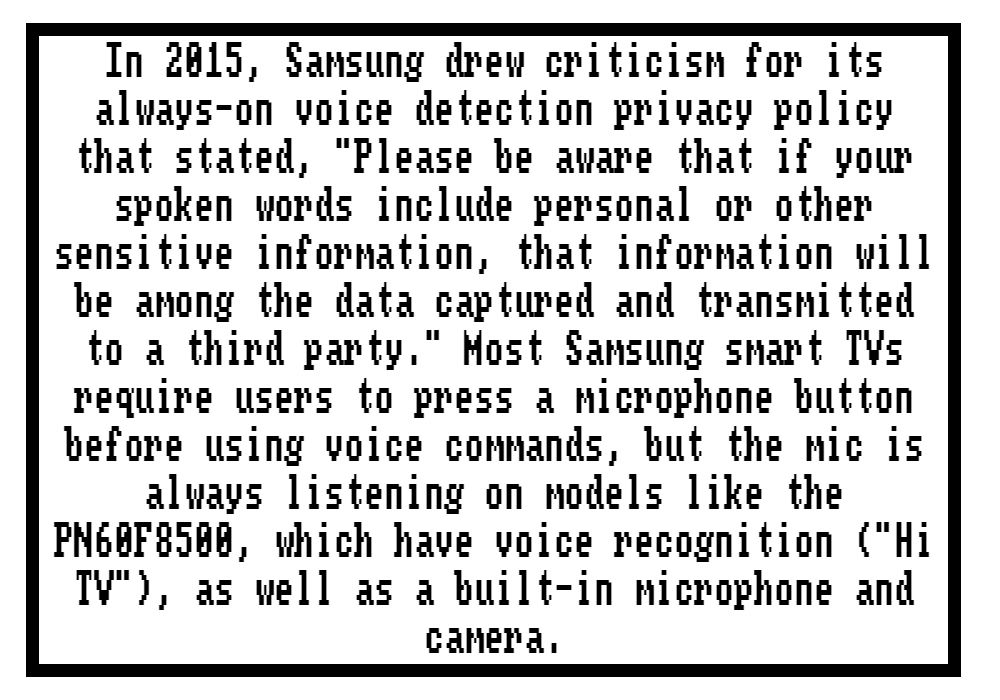 In 2015, Samsung drew criticism for its
always-on voice detection privacy policy
that stated, "Please be aware that if your
spoken words include personal or other
sensitive information, that information will
be among the data captured and transmitted
to a third party." Most Samsung smart TVs
require users to press a microphone button
before using voice commands, but the mic is
always listening on models like the
PN60F8500, which have voice recognition ("Hi
TV"), as well as a built-in microphone and
camera.